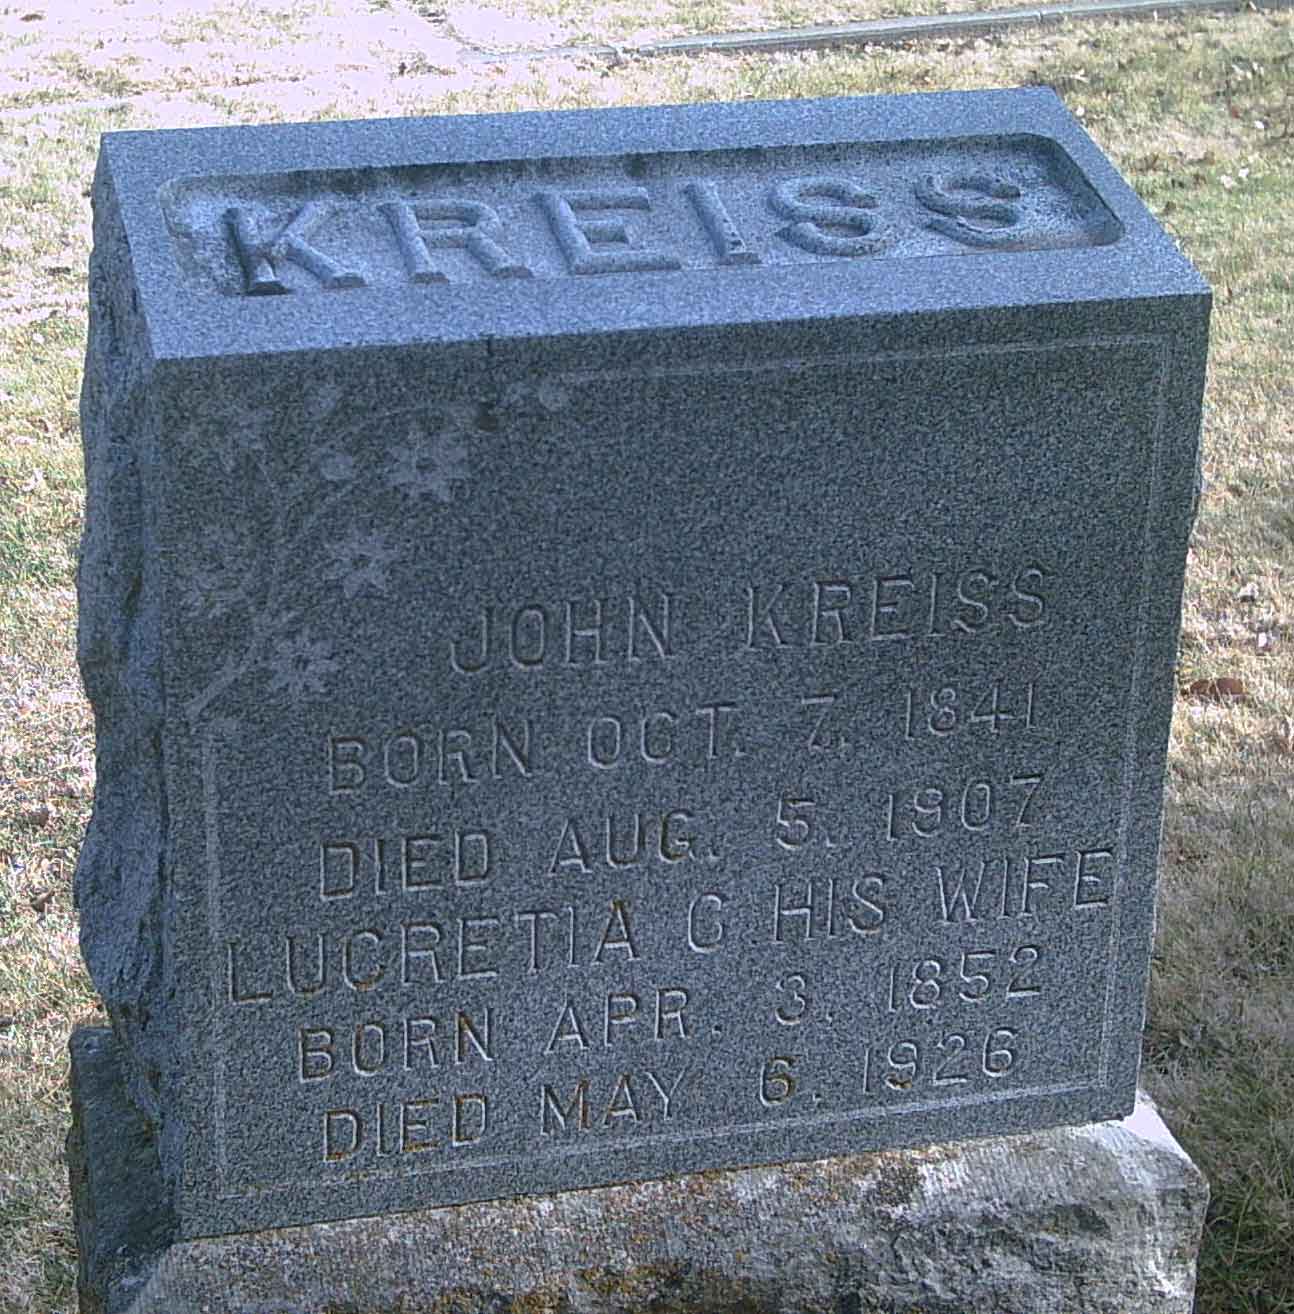 KREISS
JOHN KREISS
BORN OCT. 7. 1841
DIED AUG. 5. 1907
LUCRETIA C. HIS WIFE
BORN APR. 3. 1852
DIED MAY 6. 1926